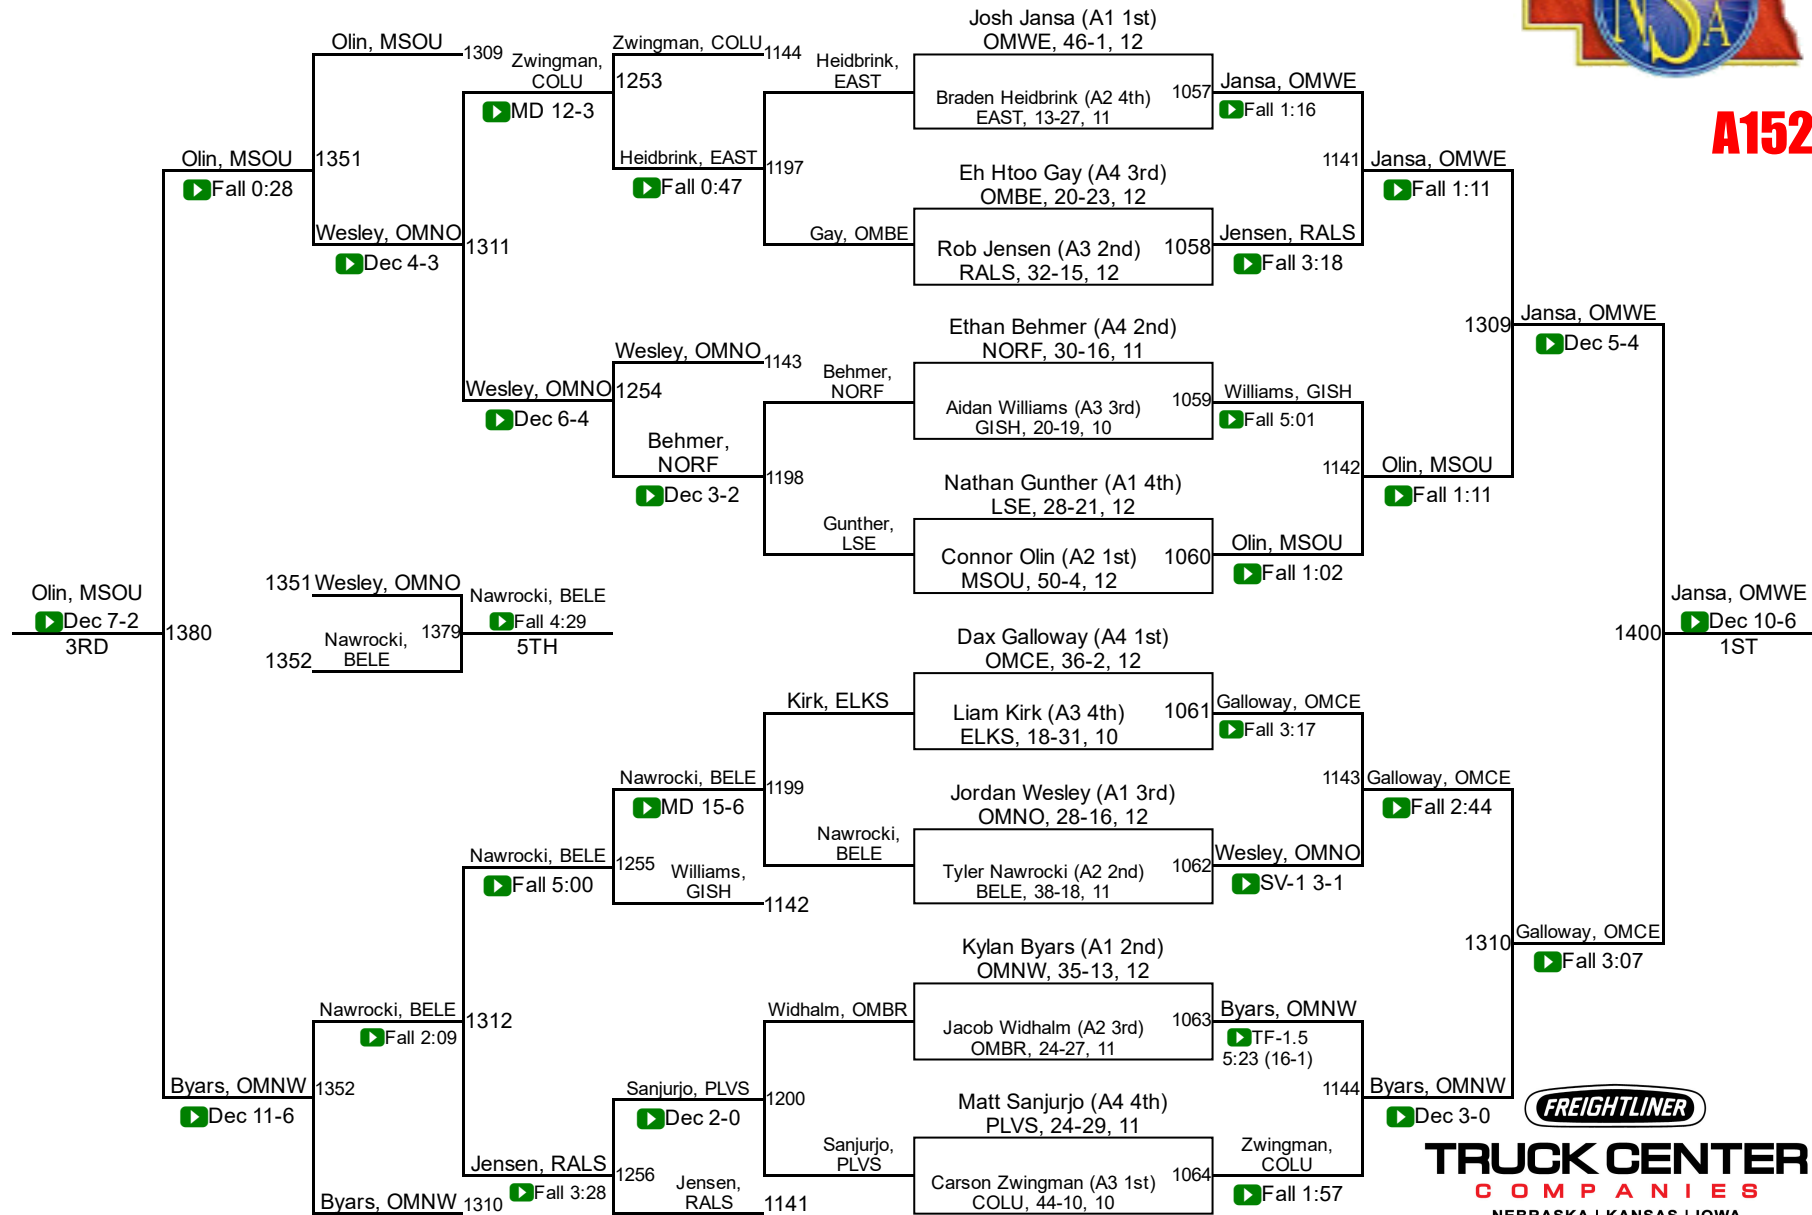 NSA
A152
Josh Jansa (A1 1st)
OMWE, 46-1, 12
Braden Heidbrink (A2 4th)
EAST, 13-27, 11
1057
Eh Htoo Gay (A4 3rd)
OMBE, 20-23, 12
Rob Jensen (A3 2nd)
RALS, 32-15, 12
1058
Ethan Behmer (A4 2nd)
NORF, 30-16, 11
Aidan Williams (A3 3rd)
GISH, 20-19, 10
1059
Nathan Gunther (A1 4th)
LSE, 28-21, 12
Connor Olin (A2 1st)
MSOU, 50-4, 12
1060
Dax Galloway (A4 1st)
OMCE, 36-2, 12
Liam Kirk (A3 4th)
ELKS, 18-31, 10
1061
Jordan Wesley (A1 3rd)
OMNO, 28-16, 12
Tyler Nawrocki (A2 2nd)
BELE, 38-18, 11
1062
Kylan Byars (A1 2nd)
OMNW, 35-13, 12
Jacob Widhalm (A2 3rd)
OMBR, 24-27, 11
1063
Matt Sanjurjo (A4 4th)
PLVS, 24-29, 11
Carson Zwingman (A3 1st)
COLU, 44-10, 10
1064
Jansa, OMWE
Fall 1:16
Jensen, RALS
Fall 3:18
Williams, GISH
Fall 5:01
Olin, MSOU
Fall 1:02
Galloway, OMCE
Fall 3:17
Wesley, OMNO
SV-1 3-1
Byars, OMNW
TF-1.5
5:23 (16-1)
Zwingman,
COLU
Fall 1:57
1141
Jansa, OMWE
Fall 1:11
1142
Olin, MSOU
Fall 1:11
1143
Galloway, OMCE
Fall 2:44
1144
Byars, OMNW
Dec 3-0
1309
Jansa, OMWE
Dec 5-4
1310
Galloway, OMCE
Fall 3:07
1400
Jansa, OMWE
Dec 10-6
1ST
Heidbrink,
EAST
Gay, OMBE
Behmer,
NORF
Gunther,
LSE
Kirk, ELKS
Nawrocki,
BELE
Widhalm, OMBR
Sanjurjo,
PLVS
Zwingman, COLU
1144
Heidbrink, EAST
1197
Fall 0:47
Wesley, OMNO
1143
Behmer,
NORF
1198
Dec 3-2
Nawrocki, BELE
1199
MD 15-6
Williams,
GISH
1142
Sanjurjo, PLVS
1200
Dec 2-0
Jensen,
RALS
1141
Zwingman,
COLU
1253
MD 12-3
Wesley, OMNO
1254
Dec 6-4
Nawrocki, BELE
1255
Fall 5:00
Jensen, RALS
1256
Fall 3:28
Olin, MSOU
1309
Wesley, OMNO
1311
Dec 4-3
Nawrocki, BELE
1312
Fall 2:09
Byars, OMNW
1310
Olin, MSOU
1351
Fall 0:28
Byars, OMNW
1352
Dec 11-6
Olin, MSOU
Dec 7-2
1380
3RD
1351
Wesley, OMNO
1352
Nawrocki,
BELE
1379
Nawrocki, BELE
Fall 4:29
5TH
FREIGHTLINER
TRUCK CENTER
COMPANIES
NEBRASKA | KANSAS | IOWA